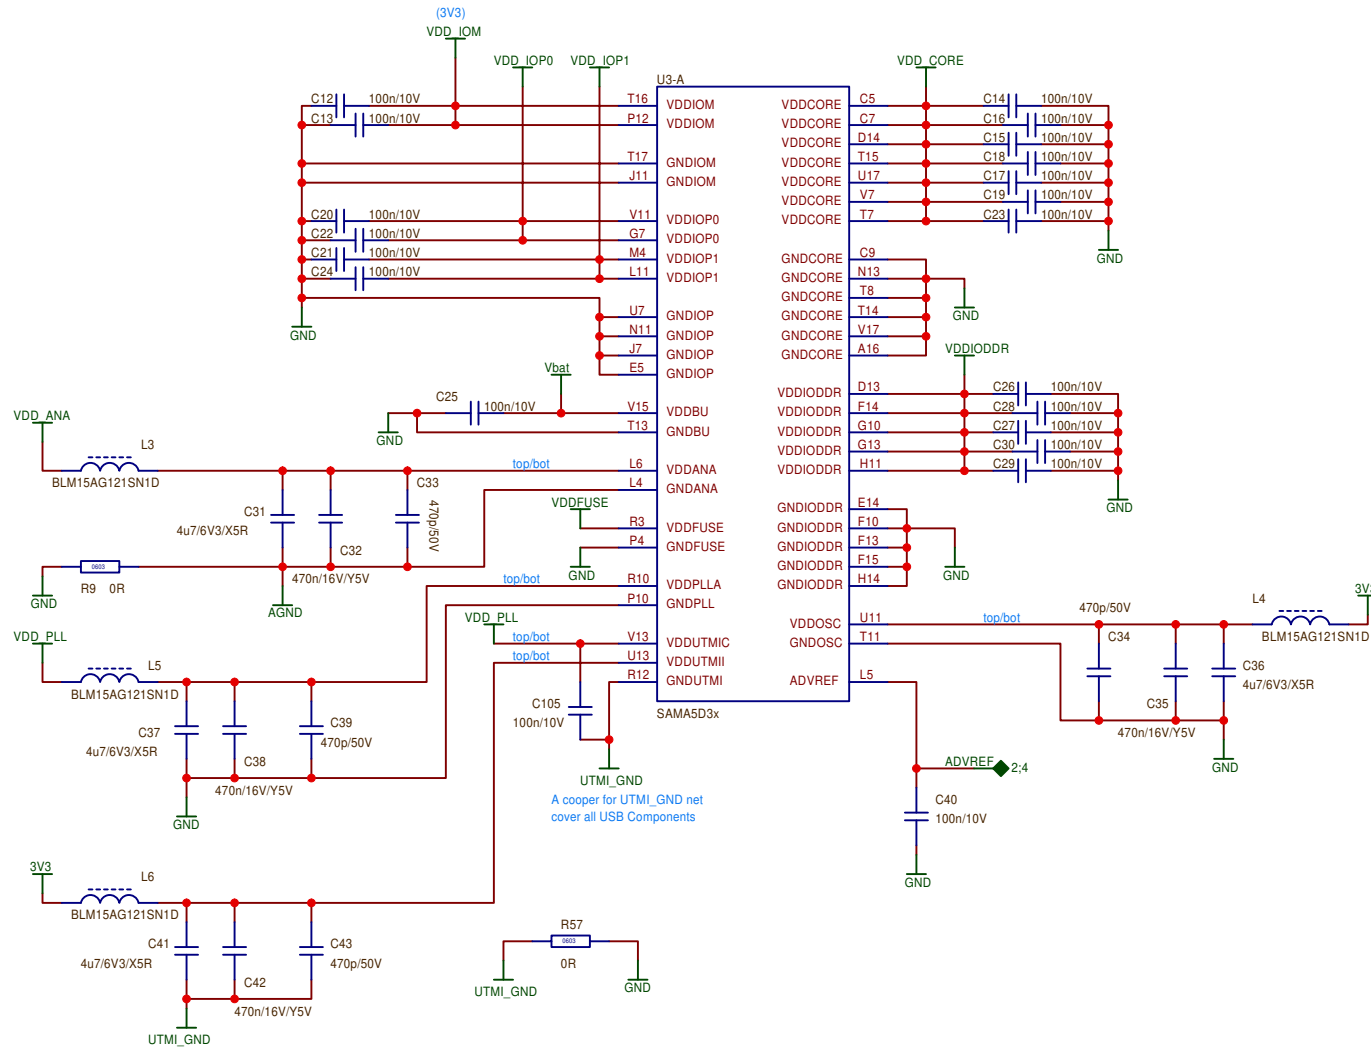 (3V3)
VDD_IOM
VDD_IOP0 VDD_IOP1 VDD_CORE
U3-A
C12 100n/10V T16 VDDIOM VDDCORE C5 C14 100n/10V
C13 100n/10V P12 VDDIOM VDDCORE C7 C16 100n/10V
VDDCORE D14 C15 100n/10V
T17 GNDIOM VDDCORE T15 C18 100n/10V
J11 GNDIOM VDDCORE U17 C17 100n/10V
VDDCORE V7 C19 100n/10V
C20 100n/10V V11 VDDIOP0 VDDCORE T7 C23 100n/10V
C22 100n/10V G7 VDDIOP0
C21 100n/10V M4 VDDIOP1 GNDCORE C9 GND
C24 100n/10V L11 VDDIOP1 GNDCORE N13
GNDCORE T8
U7 GNDIOP GNDCORE T14 GND
GND N11 GNDIOP GNDCORE V17
J7 GNDIOP GNDCORE A16 VDDIODDR
E5 GNDIOP
Vbat
VDDIODDR D13 C26 100n/10V
C25 100n/10V V15 VDDBU VDDIODDR F14 C28 100n/10V
GND T13 GNDBU VDDIODDR G10 C27 100n/10V
VDD_ANA
L3 VDDIODDR G13 C30 100n/10V
BLM15AG121SN1D top/bot L6 VDDANA VDDIODDR H11 C29 100n/10V
C33 470p/50V L4 GNDANA
GND
VDDFUSE GNDIODDR E14
C31 4u7/6V3/X5R R3 VDDFUSE GNDIODDR F10
P4 GNDFUSE GNDIODDR F13
C32 470n/16V/Y5V GND GNDIODDR F15 GND
R9 0R 0603 top/bot R10 VDDPLLA GNDIODDR H14
GND AGND P10 GNDPLL
3V
VDD_PLL VDD_PLL VDDOSC U11 top/bot 470p/50V C34 L4
top/bot V13 VDDUTMIC GNDOSC T11 BLM15AG121SN1D
L5 top/bot U13 VDDUTMII
BLM15AG121SN1D R12 GNDUTMI ADVREF L5 C36 4u7/6V3/X5R
C105 100n/10V SAMA5D3x C35 470n/16V/Y5V
C37 4u7/6V3/X5R C39 470p/50V
C38 470n/16V/Y5V
UTMI_GND ADVREF 2;4 GND
GND A cooper for UTMI_GND net
cover all USB Components
C40 100n/10V
3V3 GND
L6
BLM15AG121SN1D
C41 4u7/6V3/X5R C43 470p/50V R57 0603 0R
C42 470n/16V/Y5V UTMI_GND GND
UTMI_GND